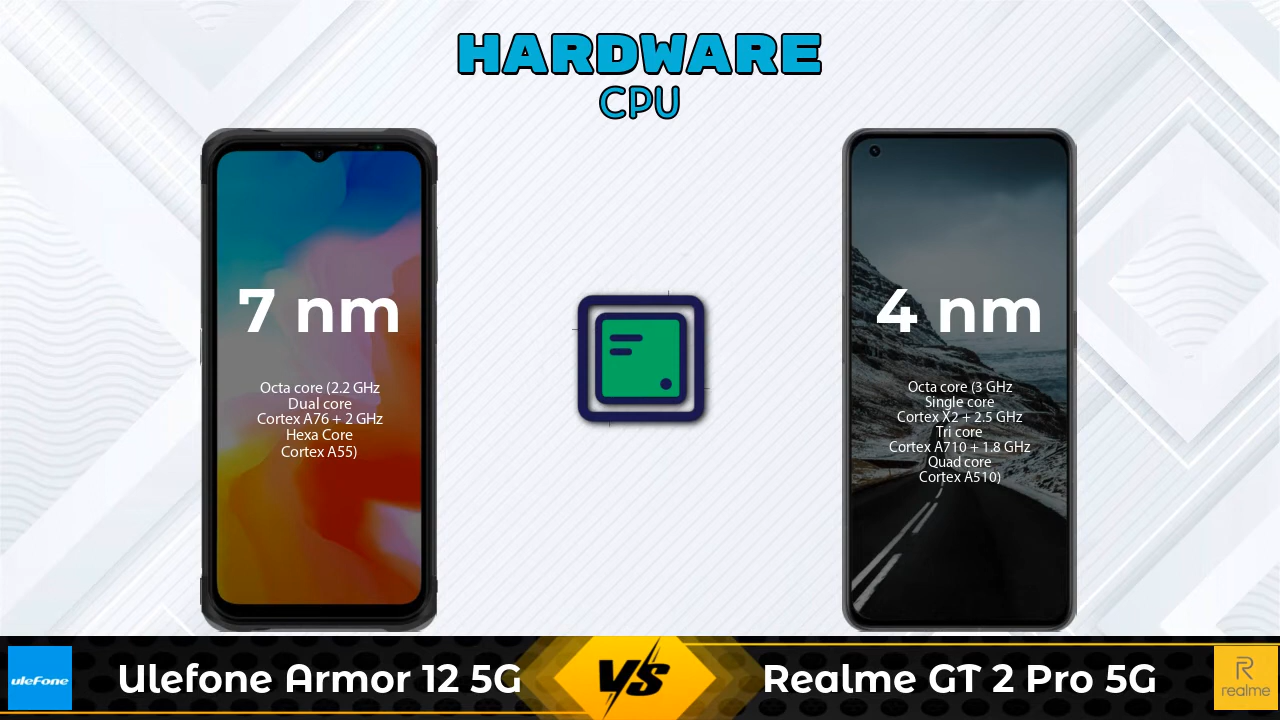 HARDWARE
CPU
7 nm
Octa core (2.2 GHz
Dual core
Cortex A76 + 2 GHz
Hexa Core
Cortex A55)
4 nm
Octa core (3 GHz
Single core
Cortex X2 + 2.5 GHz
Tri core
Cortex A710 + 1.8 GHz
Quad core
Cortex A510)
uleFone
Ulefone Armor 12 5G
VS
Realme GT 2 Pro 5G
R
realme